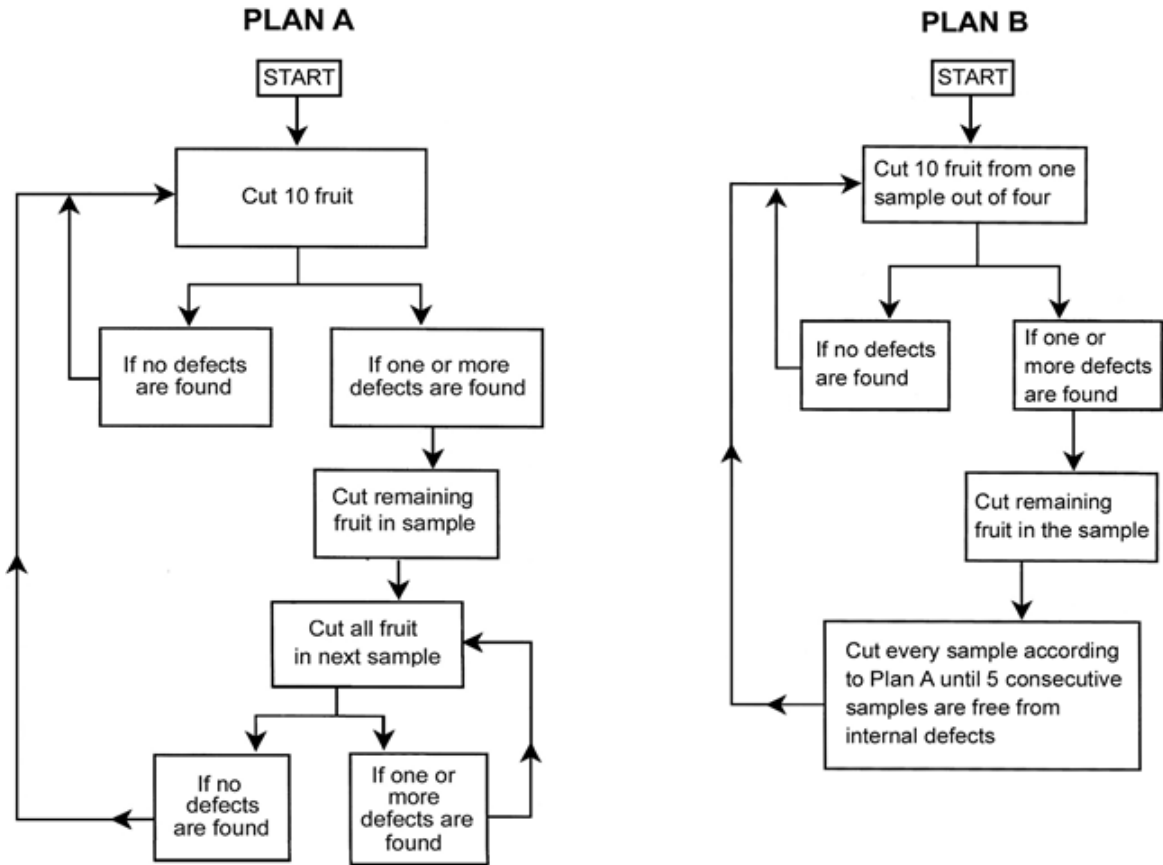 PLAN A
START
Cut 10 fruit
If no defects
are found
If one or more
defects are found
Cut remaining
fruit in sample
Cut all fruit
in next sample
If no
defects
are found
If one or
more
defects are
found
PLAN B
START
Cut 10 fruit from one
sample out of four
If no defects
are found
If one or
more defects
are found
Cut remaining
fruit in the sample
Cut every sample according
to Plan A until 5 consecutive
samples are free from
internal defects